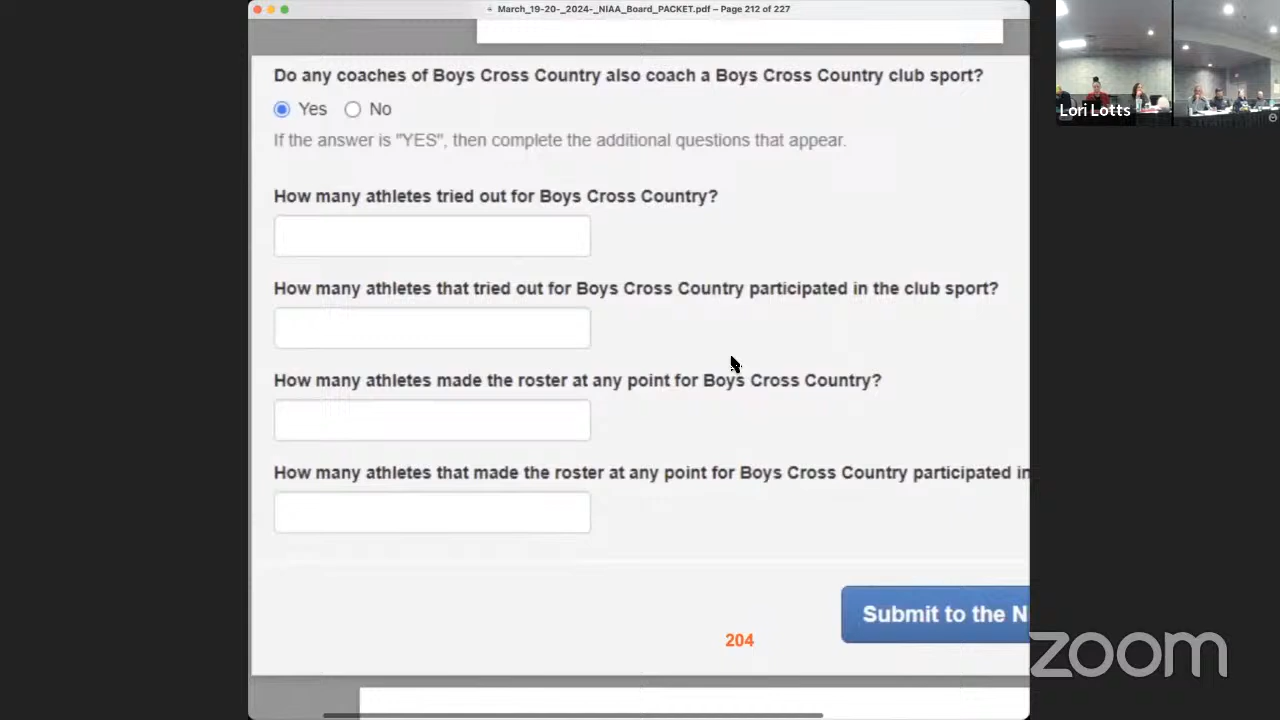 March_19-20-_2024-_NIAA_Board_PACKET.pdf – Page 212 of 227
Do any coaches of Boys Cross Country also coach a Boys Cross Country club sport?
Yes No
If the answer is "YES", then complete the additional questions that appear.
How many athletes tried out for Boys Cross Country?
How many athletes that tried out for Boys Cross Country participated in the club sport?
How many athletes made the roster at any point for Boys Cross Country?
How many athletes that made the roster at any point for Boys Cross Country participated in
Submit to the N
204
Lori Lotts
zoom